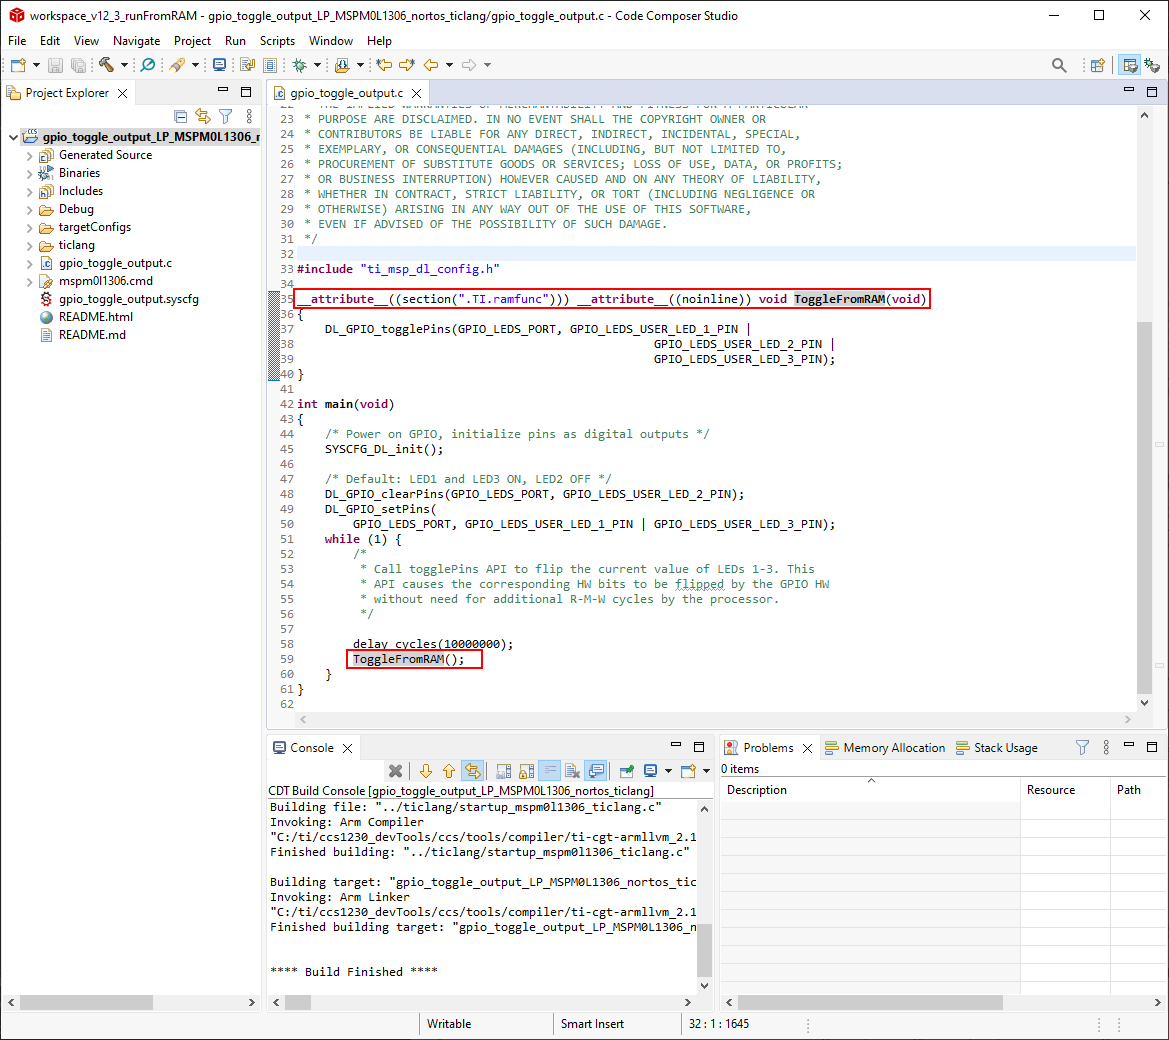 workspace_v12_3_runFromRAM - gpio_toggle_output_LP_MSPM0L1306_nortos_ticlang/gpio_toggle_output.c - Code Composer Studio
File Edit View Navigate Project Run Scripts Window Help
Project Explorer
gpio_toggle_output_LP_MSPM0L1306_n
Generated Source
Binaries
Includes
Debug
targetConfigs
ticlang
gpio_toggle_output.c
mspm0l1306.cmd
gpio_toggle_output.syscfg
README.html
README.md
gpio_toggle_output.c
22 * THE IMPLIED WARRANTIES OF MERCHANTABILITY AND FITNESS FOR A PARTICULAR
23 * PURPOSE ARE DISCLAIMED. IN NO EVENT SHALL THE COPYRIGHT OWNER OR
24 * CONTRIBUTORS BE LIABLE FOR ANY DIRECT, INDIRECT, INCIDENTAL, SPECIAL,
25 * EXEMPLARY, OR CONSEQUENTIAL DAMAGES (INCLUDING, BUT NOT LIMITED TO,
26 * PROCUREMENT OF SUBSTITUTE GOODS OR SERVICES; LOSS OF USE, DATA, OR PROFITS;
27 * OR BUSINESS INTERRUPTION) HOWEVER CAUSED AND ON ANY THEORY OF LIABILITY,
28 * WHETHER IN CONTRACT, STRICT LIABILITY, OR TORT (INCLUDING NEGLIGENCE OR
29 * OTHERWISE) ARISING IN ANY WAY OUT OF THE USE OF THIS SOFTWARE,
30 * EVEN IF ADVISED OF THE POSSIBILITY OF SUCH DAMAGE.
31 */
32
33 #include "ti_msp_dl_config.h"
34
35 __attribute__((section(".TI.ramfunc"))) __attribute__((noinline)) void ToggleFromRAM(void)
36 {
37 DL_GPIO_togglePins(GPIO_LEDS_PORT, GPIO_LEDS_USER_LED_1_PIN |
38 GPIO_LEDS_USER_LED_2_PIN |
39 GPIO_LEDS_USER_LED_3_PIN);
40 }
41
42 int main(void)
43 {
44 /* Power on GPIO, initialize pins as digital outputs */
45 SYSCFG_DL_init();
46
47 /* Default: LED1 and LED3 ON, LED2 OFF */
48 DL_GPIO_clearPins(GPIO_LEDS_PORT, GPIO_LEDS_USER_LED_2_PIN);
49 DL_GPIO_setPins(
50 GPIO_LEDS_PORT, GPIO_LEDS_USER_LED_1_PIN | GPIO_LEDS_USER_LED_3_PIN);
51 while (1) {
52 /*
53 * Call togglePins API to flip the current value of LEDs 1-3. This
54 * API causes the corresponding HW bits to be flipped by the GPIO HW
55 * without need for additional R-M-W cycles by the processor.
56 */
57
58 delay_cycles(10000000);
59 ToggleFromRAM();
60 }
61 }
62
Console
CDT Build Console [gpio_toggle_output_LP_MSPM0L1306_nortos_ticlang]
Building file: "../ticlang/startup_mspm0l1306_ticlang.c"
Invoking: Arm Compiler
"C:/ti/ccs1230_devTools/ccs/tools/compiler/ti-cgt-armllvm_2.1
Finished building: "../ticlang/startup_mspm0l1306_ticlang.c"
Building target: "gpio_toggle_output_LP_MSPM0L1306_nortos_tic
Invoking: Arm Linker
"C:/ti/ccs1230_devTools/ccs/tools/compiler/ti-cgt-armllvm_2.1
Finished building target: "gpio_toggle_output_LP_MSPM0L1306_n
**** Build Finished ****
Problems Memory Allocation Stack Usage
0 items
Description Resource Path
Writable Smart Insert 32 : 1 : 1645